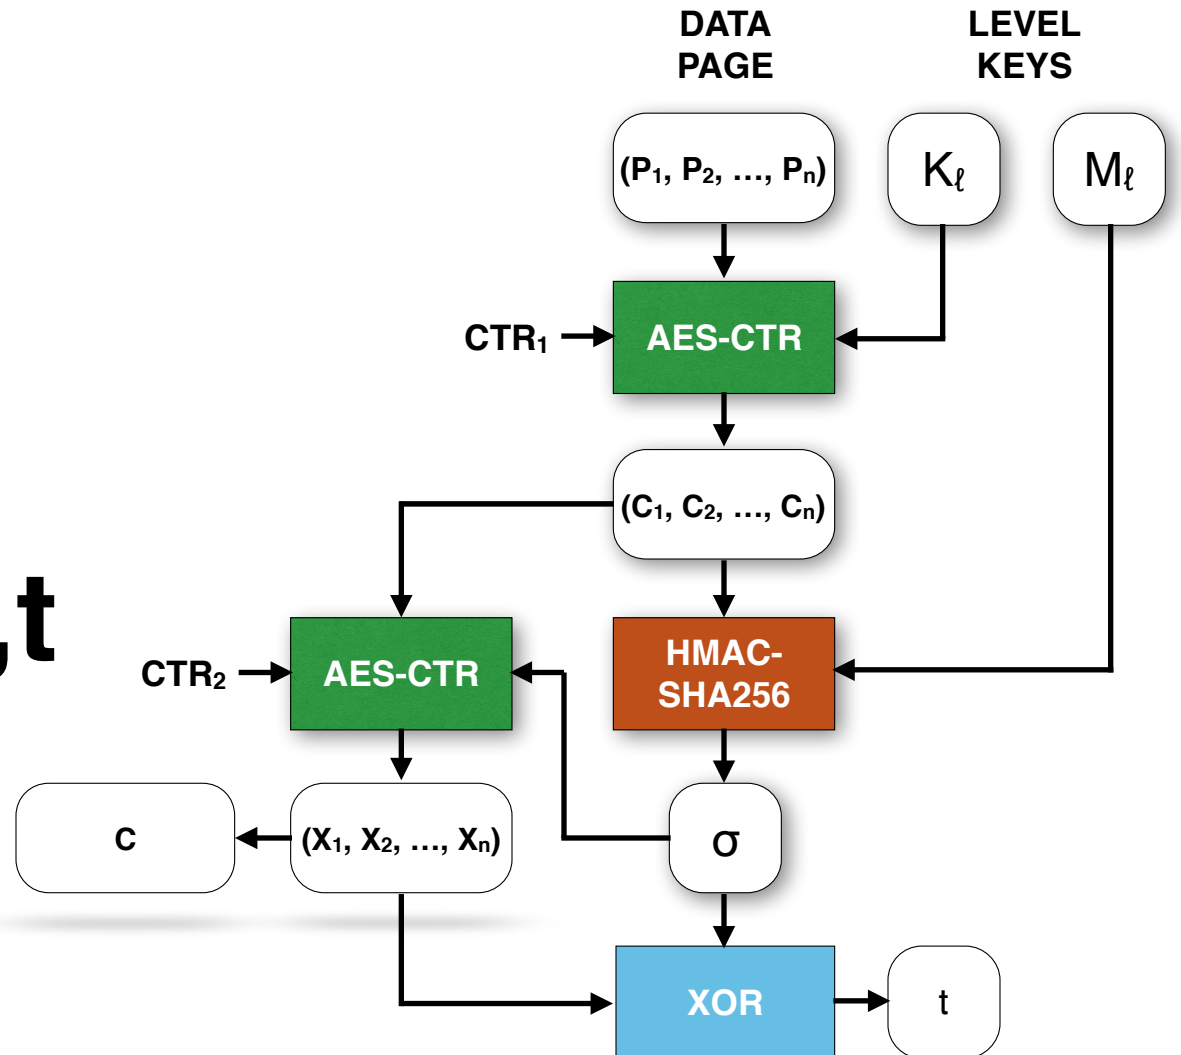 DATA
PAGE
LEVEL
KEYS
(P₁, P₂, ..., Pₙ)
Kℓ
Mℓ
CTR₁
AES-CTR
(C₁, C₂, ..., Cₙ)
,t
CTR₂
AES-CTR
HMAC-
SHA256
C
(X₁, X₂, ..., Xₙ)
σ
XOR
t